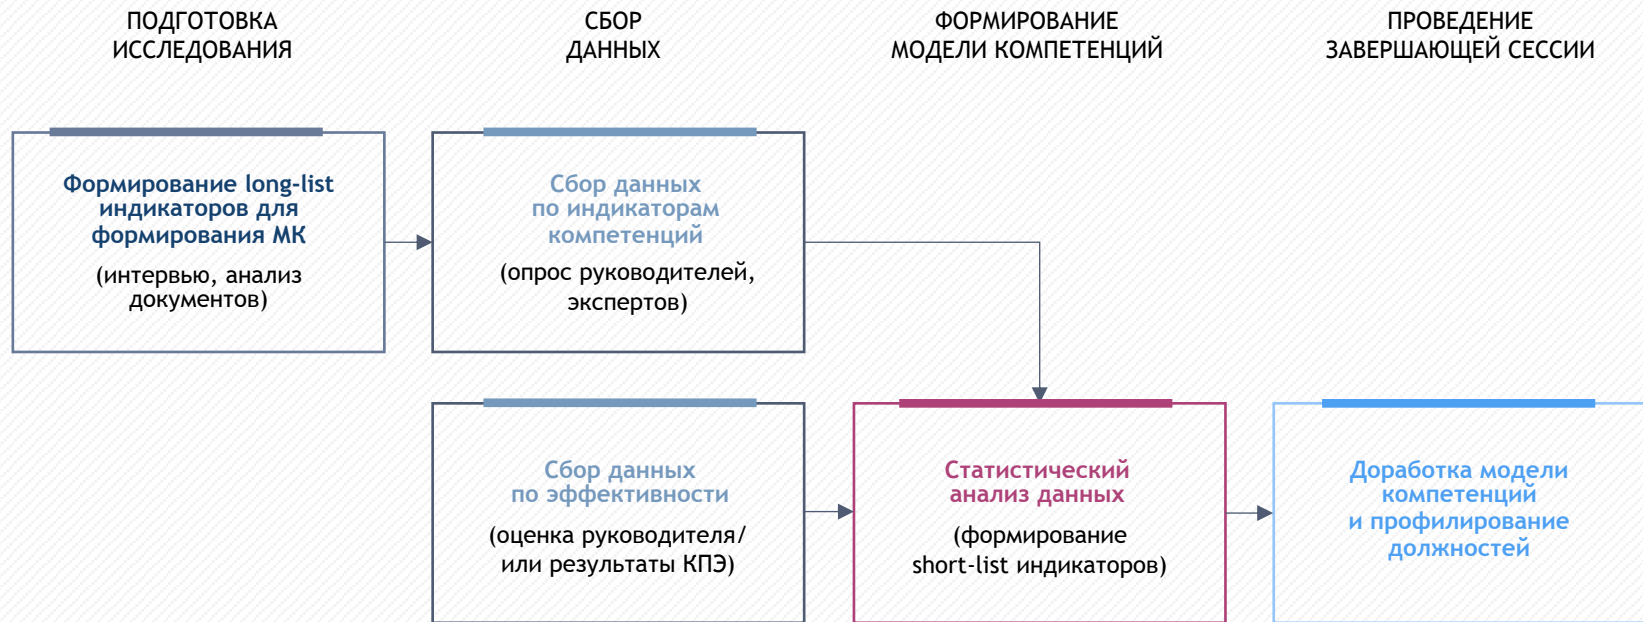 ПОДГОТОВКА
ИССЛЕДОВАНИЯ
СБОР
ДАННЫХ
ФОРМИРОВАНИЕ
МОДЕЛИ КОМПЕТЕНЦИЙ
ПРОВЕДЕНИЕ
ЗАВЕРШАЮЩЕЙ СЕССИИ
Формирование long-list
индикаторов для
формирования МК
(интервью, анализ
документов)
Сбор данных
по индикаторам
компетенций
(опрос руководителей,
экспертов)
Сбор данных
по эффективности
(оценка руководителя/
или результаты КПЭ)
Статистический
анализ данных
(формирование
short-list индикаторов)
Доработка модели
компетенций
и профилирование
должностей